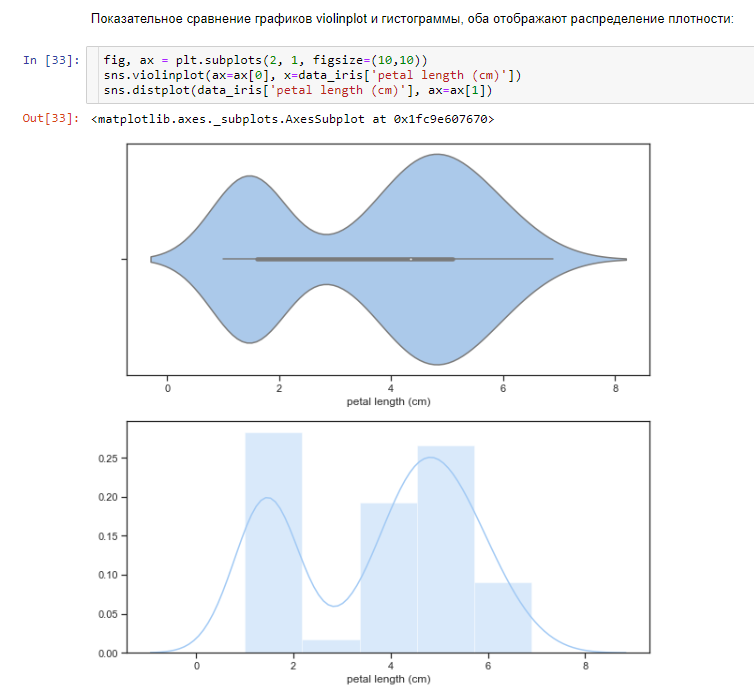 Показательное сравнение графиков violinplot и гистограммы, оба отображают распределение плотности:
In [33]: fig, ax = plt.subplots(2, 1, figsize=(10,10))
sns.violinplot(ax=ax[0], x=data_iris['petal length (cm)'])
sns.distplot(data_iris['petal length (cm)'], ax=ax[1])
Out[33]: <matplotlib.axes._subplots.AxesSubplot at 0x1fc9e607670>
0 2 4 6 8
petal length (cm)
0.25
0.20
0.15
0.10
0.05
0.00
0 2 4 6 8
petal length (cm)